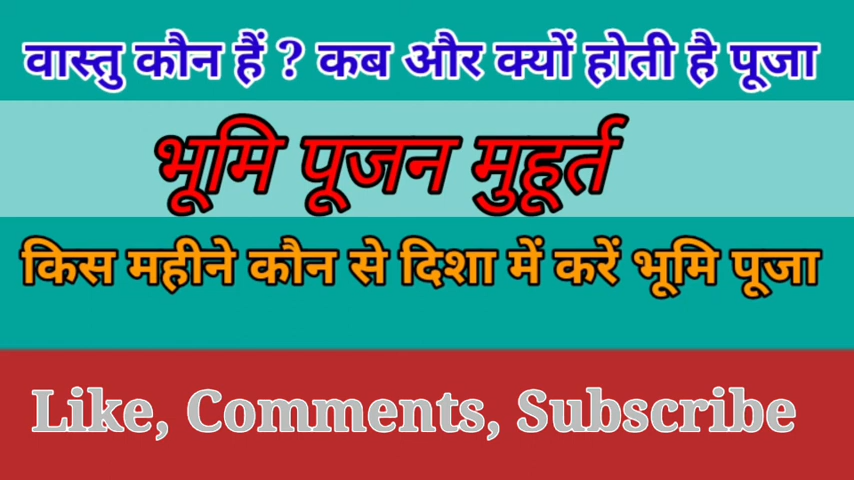 वास्तु कौन हैं ? कब और क्यों होती है पूजा
भूमि पूजन मुहूर्त
किस महीने कौन से दिशा में करें भूमि पूजा
Like, Comments, Subscribe